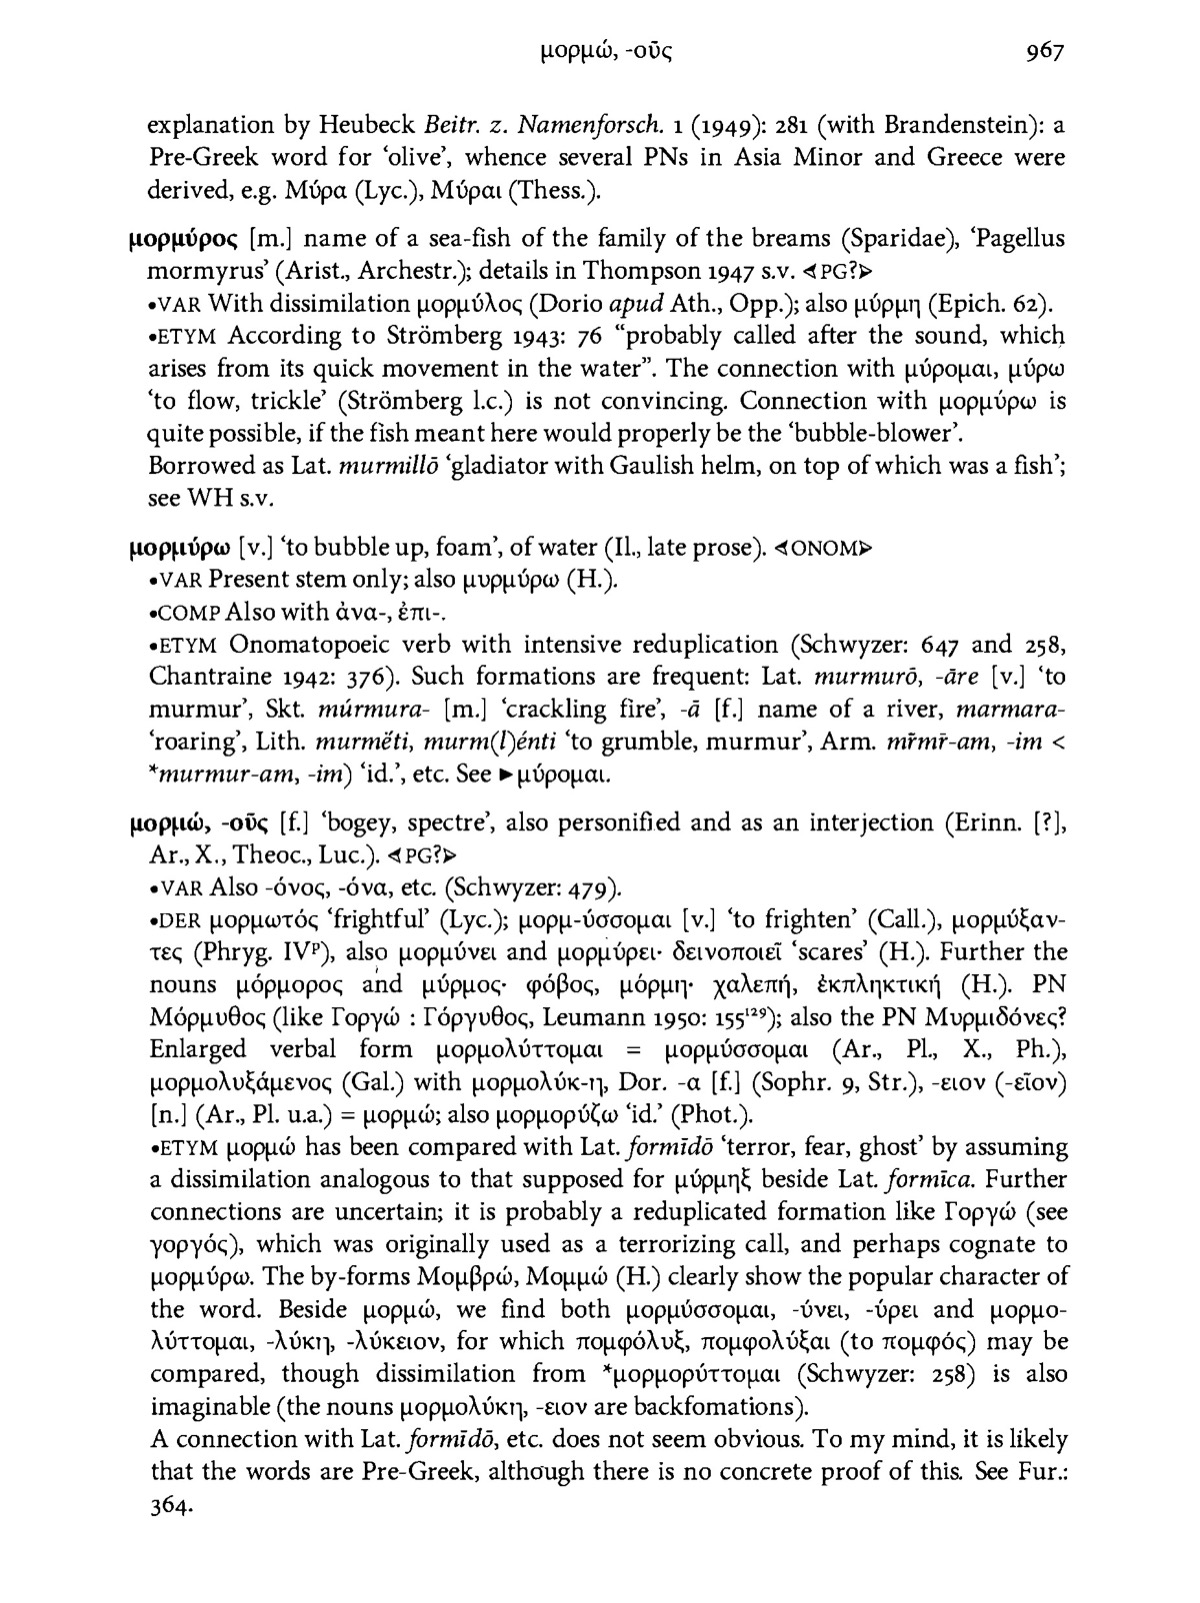 μορμώ, -οῦς 967
explanation by Heubeck Beitr. z. Namenforsch. 1 (1949): 281 (with Brandenstein): a
Pre-Greek word for ‘olive’, whence several PNs in Asia Minor and Greece were
derived, e.g. Μύρα (Lyc.), Μύραι (Thess.).
μορμύρος [m.] name of a sea-fish of the family of the breams (Sparidae), ‘Pagellus
mormyrus’ (Arist., Archestr.); details in Thompson 1947 s.v. ⊲PG?⊳
•VAR With dissimilation μορμύλος (Dorio apud Ath., Opp.); also μύρμη (Epich. 62).
•ETYM According to Strömberg 1943: 76 “probably called after the sound, which
arises from its quick movement in the water”. The connection with μύρομαι, μύρω
‘to flow, trickle’ (Strömberg l.c.) is not convincing. Connection with μορμύρω is
quite possible, if the fish meant here would properly be the ‘bubble-blower’.
Borrowed as Lat. murmillō ‘gladiator with Gaulish helm, on top of which was a fish’;
see WH s.v.
μορμύρω [v.] ‘to bubble up, foam’, of water (Il., late prose). ⊲ONOM⊳
•VAR Present stem only; also μυρμύρω (H.).
•COMP Also with ἀνα-, ἐπι-.
•ETYM Onomatopoeic verb with intensive reduplication (Schwyzer: 647 and 258,
Chantraine 1942: 376). Such formations are frequent: Lat. murmurō, -āre [v.] ‘to
murmur’, Skt. múrmura- [m.] ‘crackling fire’, -ā [f.] name of a river, marmara-
‘roaring’, Lith. murmė́ti, murm(l)énti ‘to grumble, murmur’, Arm. mr̄mr̄-am, -im <
*murmur-am, -im) ‘id.’, etc. See ►μύρομαι.
μορμώ, -οῦς [f.] ‘bogey, spectre’, also personified and as an interjection (Erinn. [?],
Ar., X., Theoc., Luc.). ⊲PG?⊳
•VAR Also -όνος, -όνα, etc. (Schwyzer: 479).
•DER μορμωτός ‘frightful’ (Lyc.); μορμ-ύσσομαι [v.] ‘to frighten’ (Call.), μορμύξαν-
τες (Phryg. IVᵖ), also μορμύνει and μορμύρει· δεινοποιεῖ ‘scares’ (H.). Further the
nouns μόρμορος and μύρμος· φόβος, μόρμη· χαλεπή, ἐκπληκτική (H.). PN
Μόρμυθος (like Γοργώ : Γόργυθος, Leumann 1950: 155¹²⁹); also the PN Μυρμιδόνες?
Enlarged verbal form μορμολύττομαι = μορμύσσομαι (Ar., Pl., X., Ph.),
μορμολυξάμενος (Gal.) with μορμολύκ-η, Dor. -α [f.] (Sophr. 9, Str.), -ειον (-εῖον)
[n.] (Ar., Pl. u.a.) = μορμώ; also μορμορύζω ‘id.’ (Phot.).
•ETYM μορμώ has been compared with Lat. formīdō ‘terror, fear, ghost’ by assuming
a dissimilation analogous to that supposed for μύρμηξ beside Lat. formīca. Further
connections are uncertain; it is probably a reduplicated formation like Γοργώ (see
γοργός), which was originally used as a terrorizing call, and perhaps cognate to
μορμύρω. The by-forms Μομβρώ, Μομμώ (H.) clearly show the popular character of
the word. Beside μορμώ, we find both μορμύσσομαι, -ύνει, -ύρει and μορμο-
λύττομαι, -λύκη, -λύκειον, for which πομφόλυξ, πομφολύξαι (to πομφός) may be
compared, though dissimilation from *μορμορύττομαι (Schwyzer: 258) is also
imaginable (the nouns μορμολύκη, -ειον are backfomations).
A connection with Lat. formīdō, etc. does not seem obvious. To my mind, it is likely
that the words are Pre-Greek, although there is no concrete proof of this. See Fur.:
364.